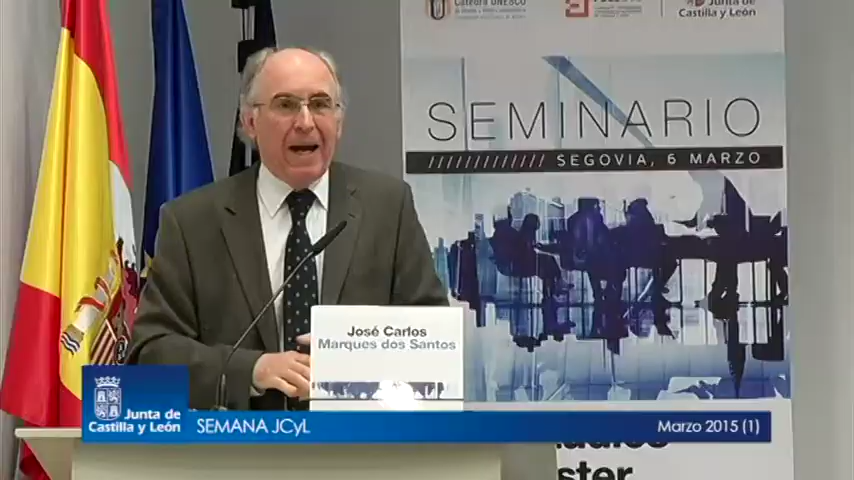 Cátedra UNESCO
Junta de
Castilla y León
SEMINARIO
SEGOVIA, 6 MARZO
José Carlos
Marques dos Santos
Junta de
Castilla y León
SEMANA JCyL
Marzo 2015 (1)